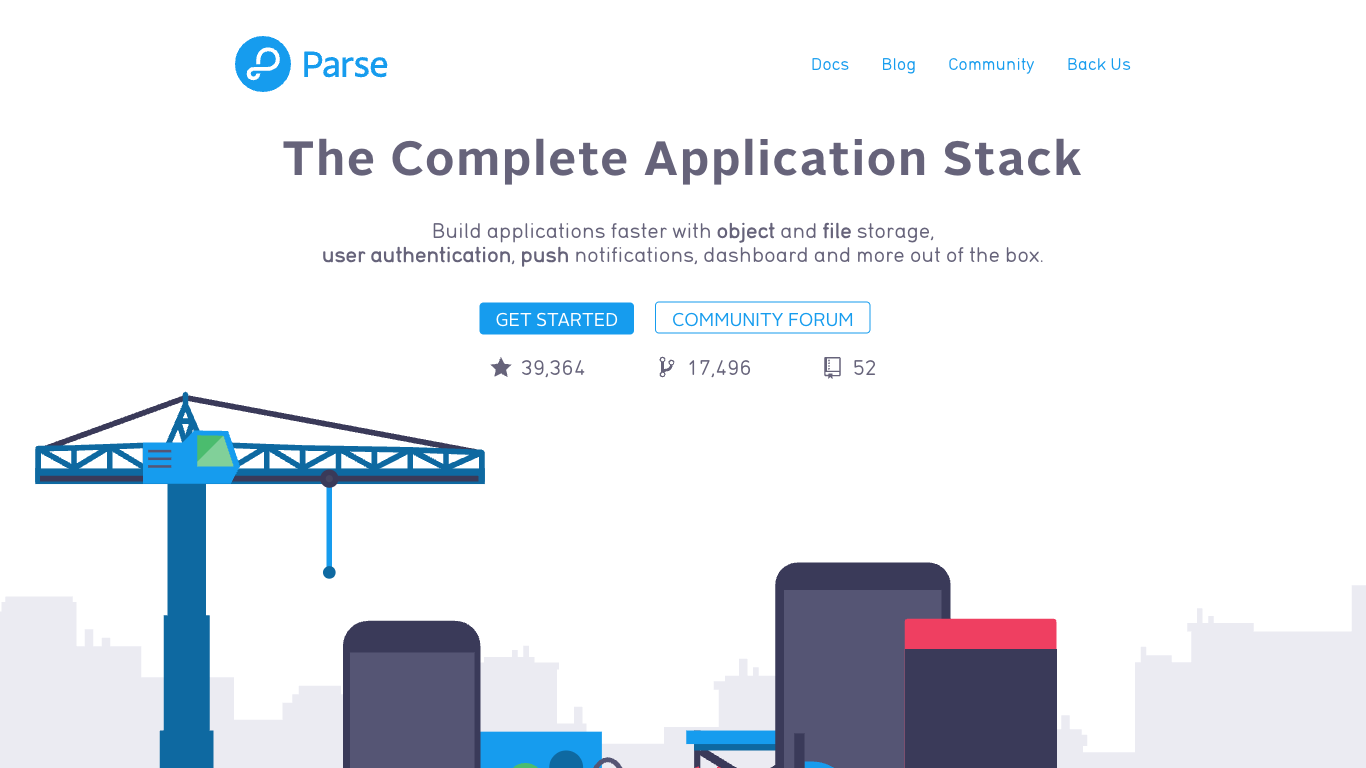 Parse
Docs Blog Community Back Us
The Complete Application Stack
Build applications faster with object and file storage,
user authentication, push notifications, dashboard and more out of the box.
GET STARTED COMMUNITY FORUM
39,364 17,496 52